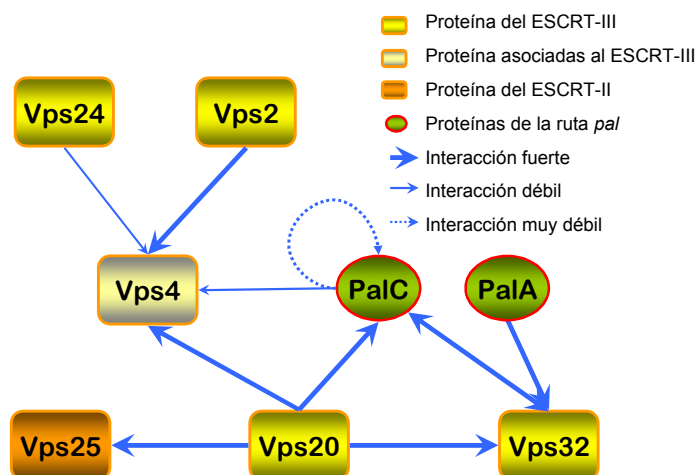 Proteína del ESCRT-III
Proteína asociadas al ESCRT-III
Proteína del ESCRT-II
Proteínas de la ruta pal
Interacción fuerte
Interacción débil
Interacción muy débil
Vps24
Vps2
Vps4
PalC
PalA
Vps25
Vps20
Vps32